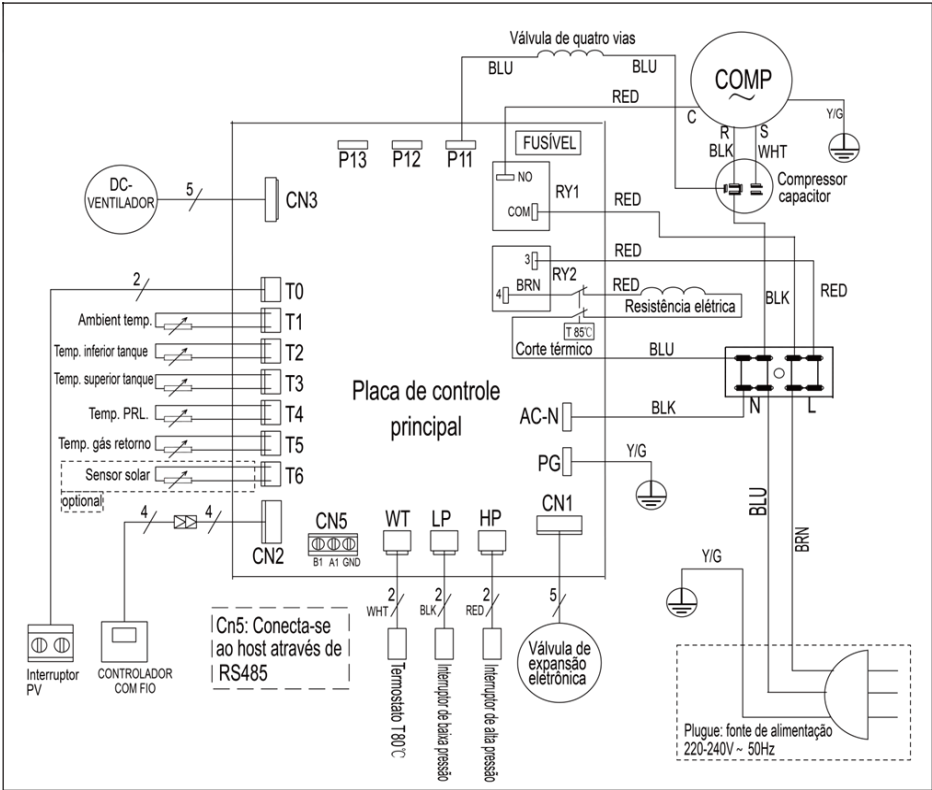 Válvula de quatro vias
BLU
BLU
COMP
~
RED
C
Y/G
R
S
BLK
WHT
FUSÍVEL
P13
P12
P11
Compressor
capacitor
DC-
VENTILADOR
5
CN3
NO
RY1
COM
RED
RED
3
RY2
BRN
4
RED
Resistência elétrica
BLK
RED
T 85℃
Corte térmico
BLU
2
T0
Ambient temp.
T1
Temp. inferior tanque
T2
Temp. superior tanque
T3
Temp. PRL.
T4
Temp. gás retorno
T5
Sensor solar
T6
optional
Placa de controle
principal
AC-N
BLK
N
L
PG
Y/G
4
4
CN2
CN5
B1 A1 GND
WT
LP
HP
CN1
BLU
BRN
Y/G
2
WHT
2
BLK
2
RED
5
Cn5: Conecta-se
ao host através de
RS485
Termostato T80℃
Interruptor de baixa pressão
Interruptor de alta pressão
Válvula de
expansão
eletrônica
Interruptor
PV
CONTROLADOR
COM FIO
Plugue: fonte de alimentação
220-240V ~ 50Hz